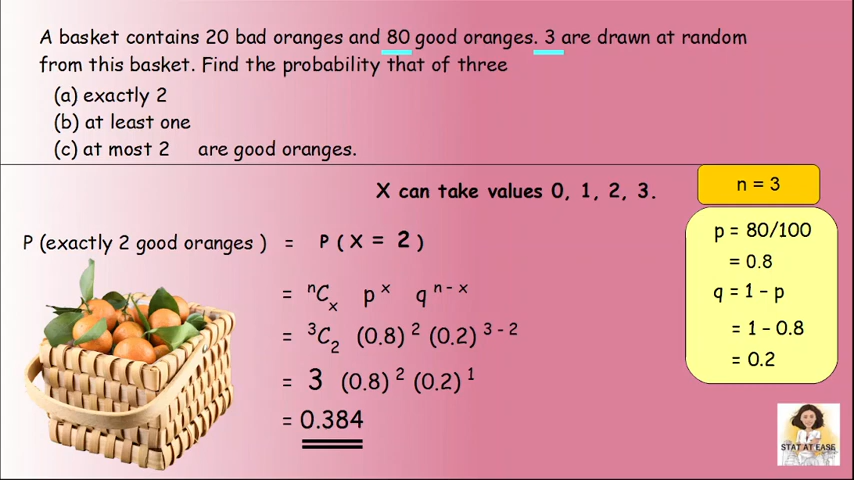 A basket contains 20 bad oranges and 80 good oranges. 3 are drawn at random
from this basket. Find the probability that of three
(a) exactly 2
(b) at least one
(c) at most 2 are good oranges.
X can take values 0, 1, 2, 3.
n = 3
P (exactly 2 good oranges ) = P ( X = 2 )
= ⁿCₓ pˣ qⁿ⁻ˣ
= ³C₂ (0.8)² (0.2)³⁻²
= 3 (0.8)² (0.2)¹
= 0.384
p = 80/100
= 0.8
q = 1 – p
= 1 – 0.8
= 0.2
STAT AT EASE